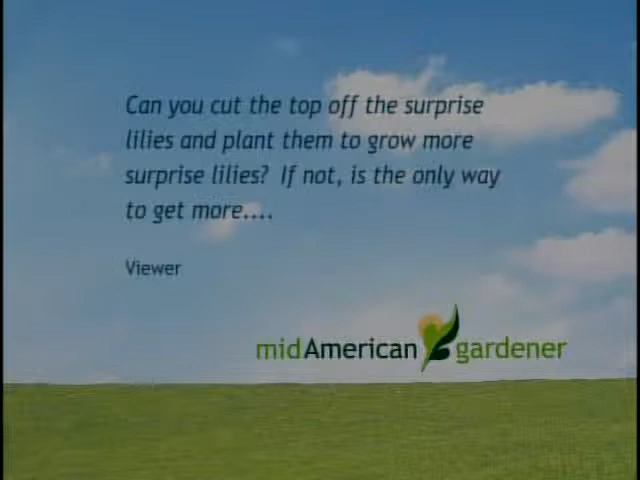 Can you cut the top off the surprise
lilies and plant them to grow more
surprise lilies? If not, is the only way
to get more....
Viewer
midAmerican gardener